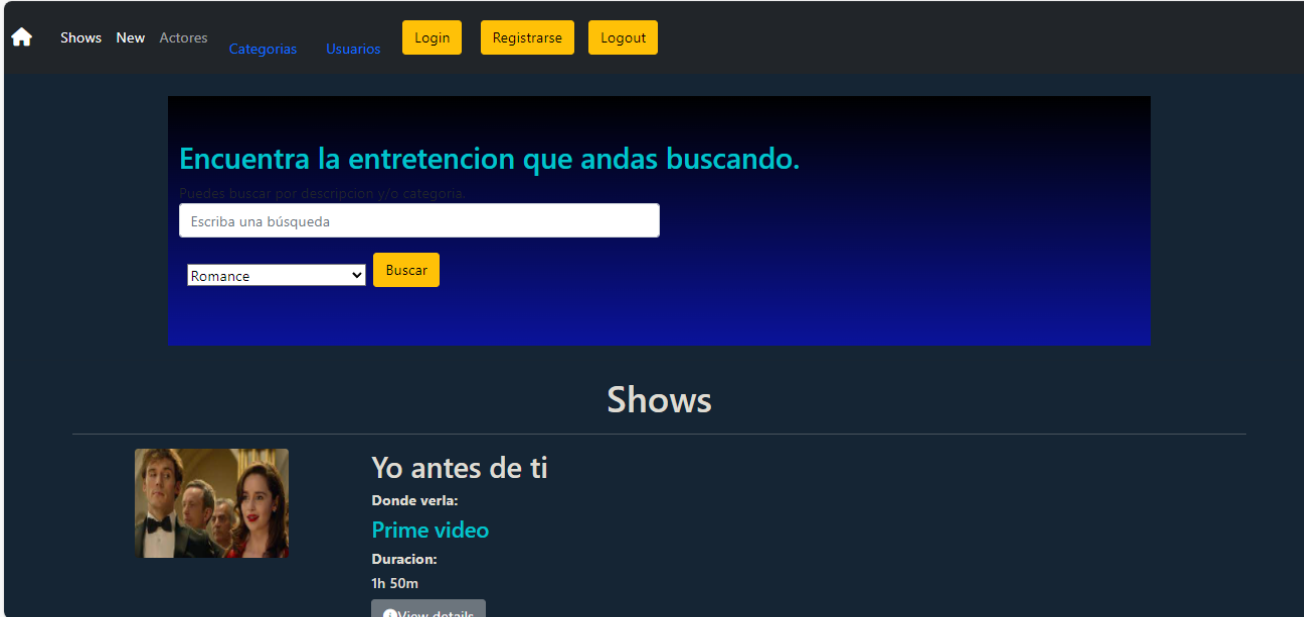 Shows New Actores Categorias Usuarios Login Registrarse Logout
Encuentra la entretencion que andas buscando.
Puedes buscar por descripcion y/o categoria.
Escriba una búsqueda
Romance Buscar
Shows
Yo antes de ti
Donde verla:
Prime video
Duracion:
1h 50m
View details